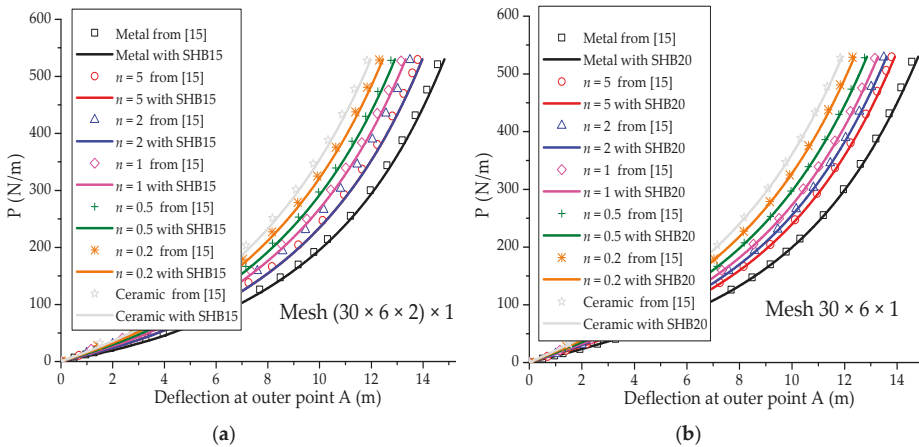 600
500
400
300
200
100
0
P (N/m)
Metal from [15]
Metal with SHB15
n = 5 from [15]
n = 5 with SHB15
n = 2 from [15]
n = 2 with SHB15
n = 1 from [15]
n = 1 with SHB15
n = 0.5 from [15]
n = 0.5 with SHB15
n = 0.2 from [15]
n = 0.2 with SHB15
Ceramic from [15]
Ceramic with SHB15
Mesh (30 × 6 × 2) × 1
0 2 4 6 8 10 12 14
Deflection at outer point A (m)
(a)
600
500
400
300
200
100
0
P (N/m)
Metal from [15]
Metal with SHB20
n = 5 from [15]
n = 5 with SHB20
n = 2 from [15]
n = 2 with SHB20
n = 1 from [15]
n = 1 with SHB20
n = 0.5 from [15]
n = 0.5 with SHB20
n = 0.2 from [15]
n = 0.2 with SHB20
Ceramic from [15]
Ceramic with SHB20
Mesh 30 × 6 × 1
0 2 4 6 8 10 12 14
Deflection at outer point A (m)
(b)